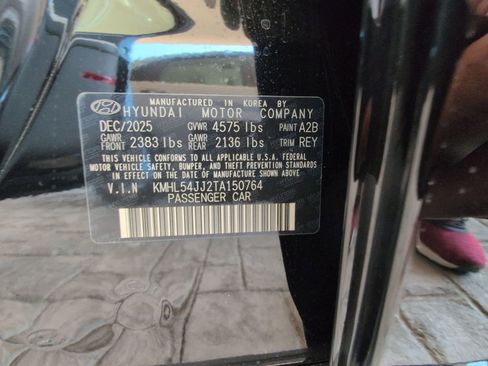 MANUFACTURED IN KOREA BY
HYUNDAI MOTOR COMPANY
DEC/2025 GVWR 4575 lbs PAINT A2B
GAWR FRONT 2383 lbs GAWR REAR 2136 lbs TRIM REY
THIS VEHICLE CONFORMS TO ALL APPLICABLE U.S. FEDERAL
MOTOR VEHICLE SAFETY, BUMPER, AND THEFT PREVENTION STANDARDS
IN EFFECT ON THE DATE OF MANUFACTURE SHOWN ABOVE.
V.I.N KMHL54JJ2TA150764
PASSENGER CAR